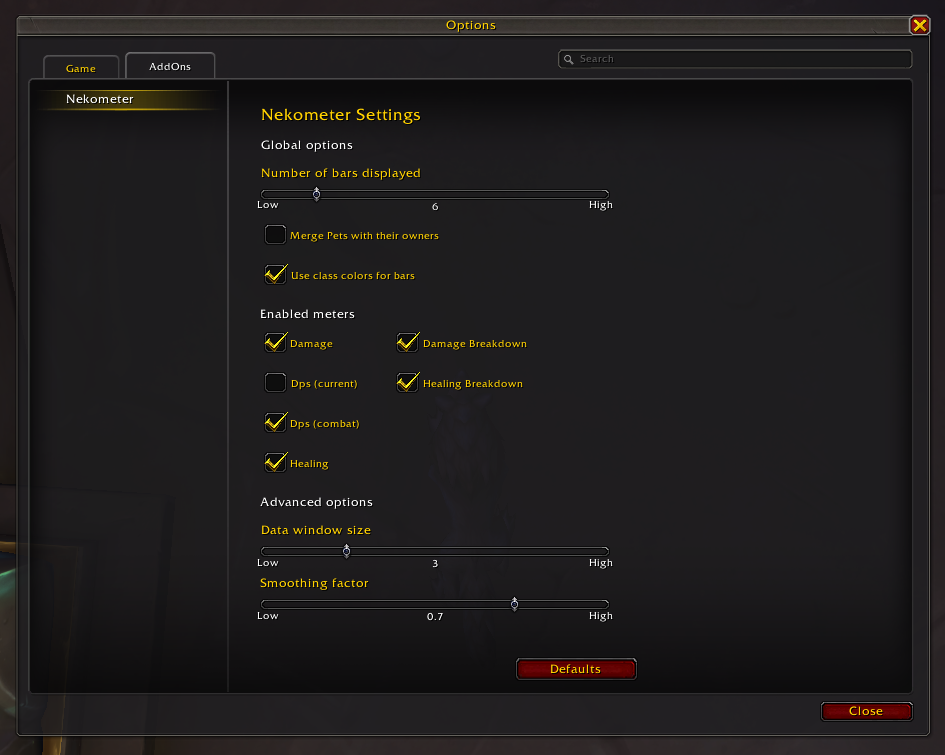 Options
Game
AddOns
Search
Nekometer
Nekometer Settings
Global options
Number of bars displayed
Low
6
High
Merge Pets with their owners
Use class colors for bars
Enabled meters
Damage
Damage Breakdown
Dps (current)
Healing Breakdown
Dps (combat)
Healing
Advanced options
Data window size
Low
3
High
Smoothing factor
Low
0.7
High
Defaults
Close